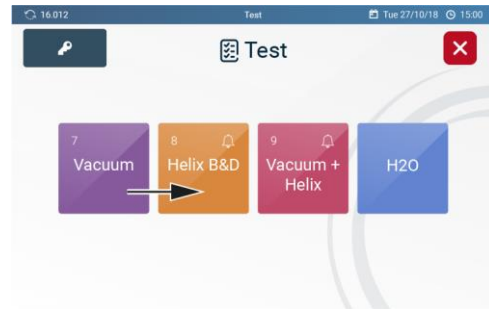 16.012
Test
Tue 27/10/18
15:00
Test
7
Vacuum
8
Helix B&D
9
Vacuum +
Helix
H2O